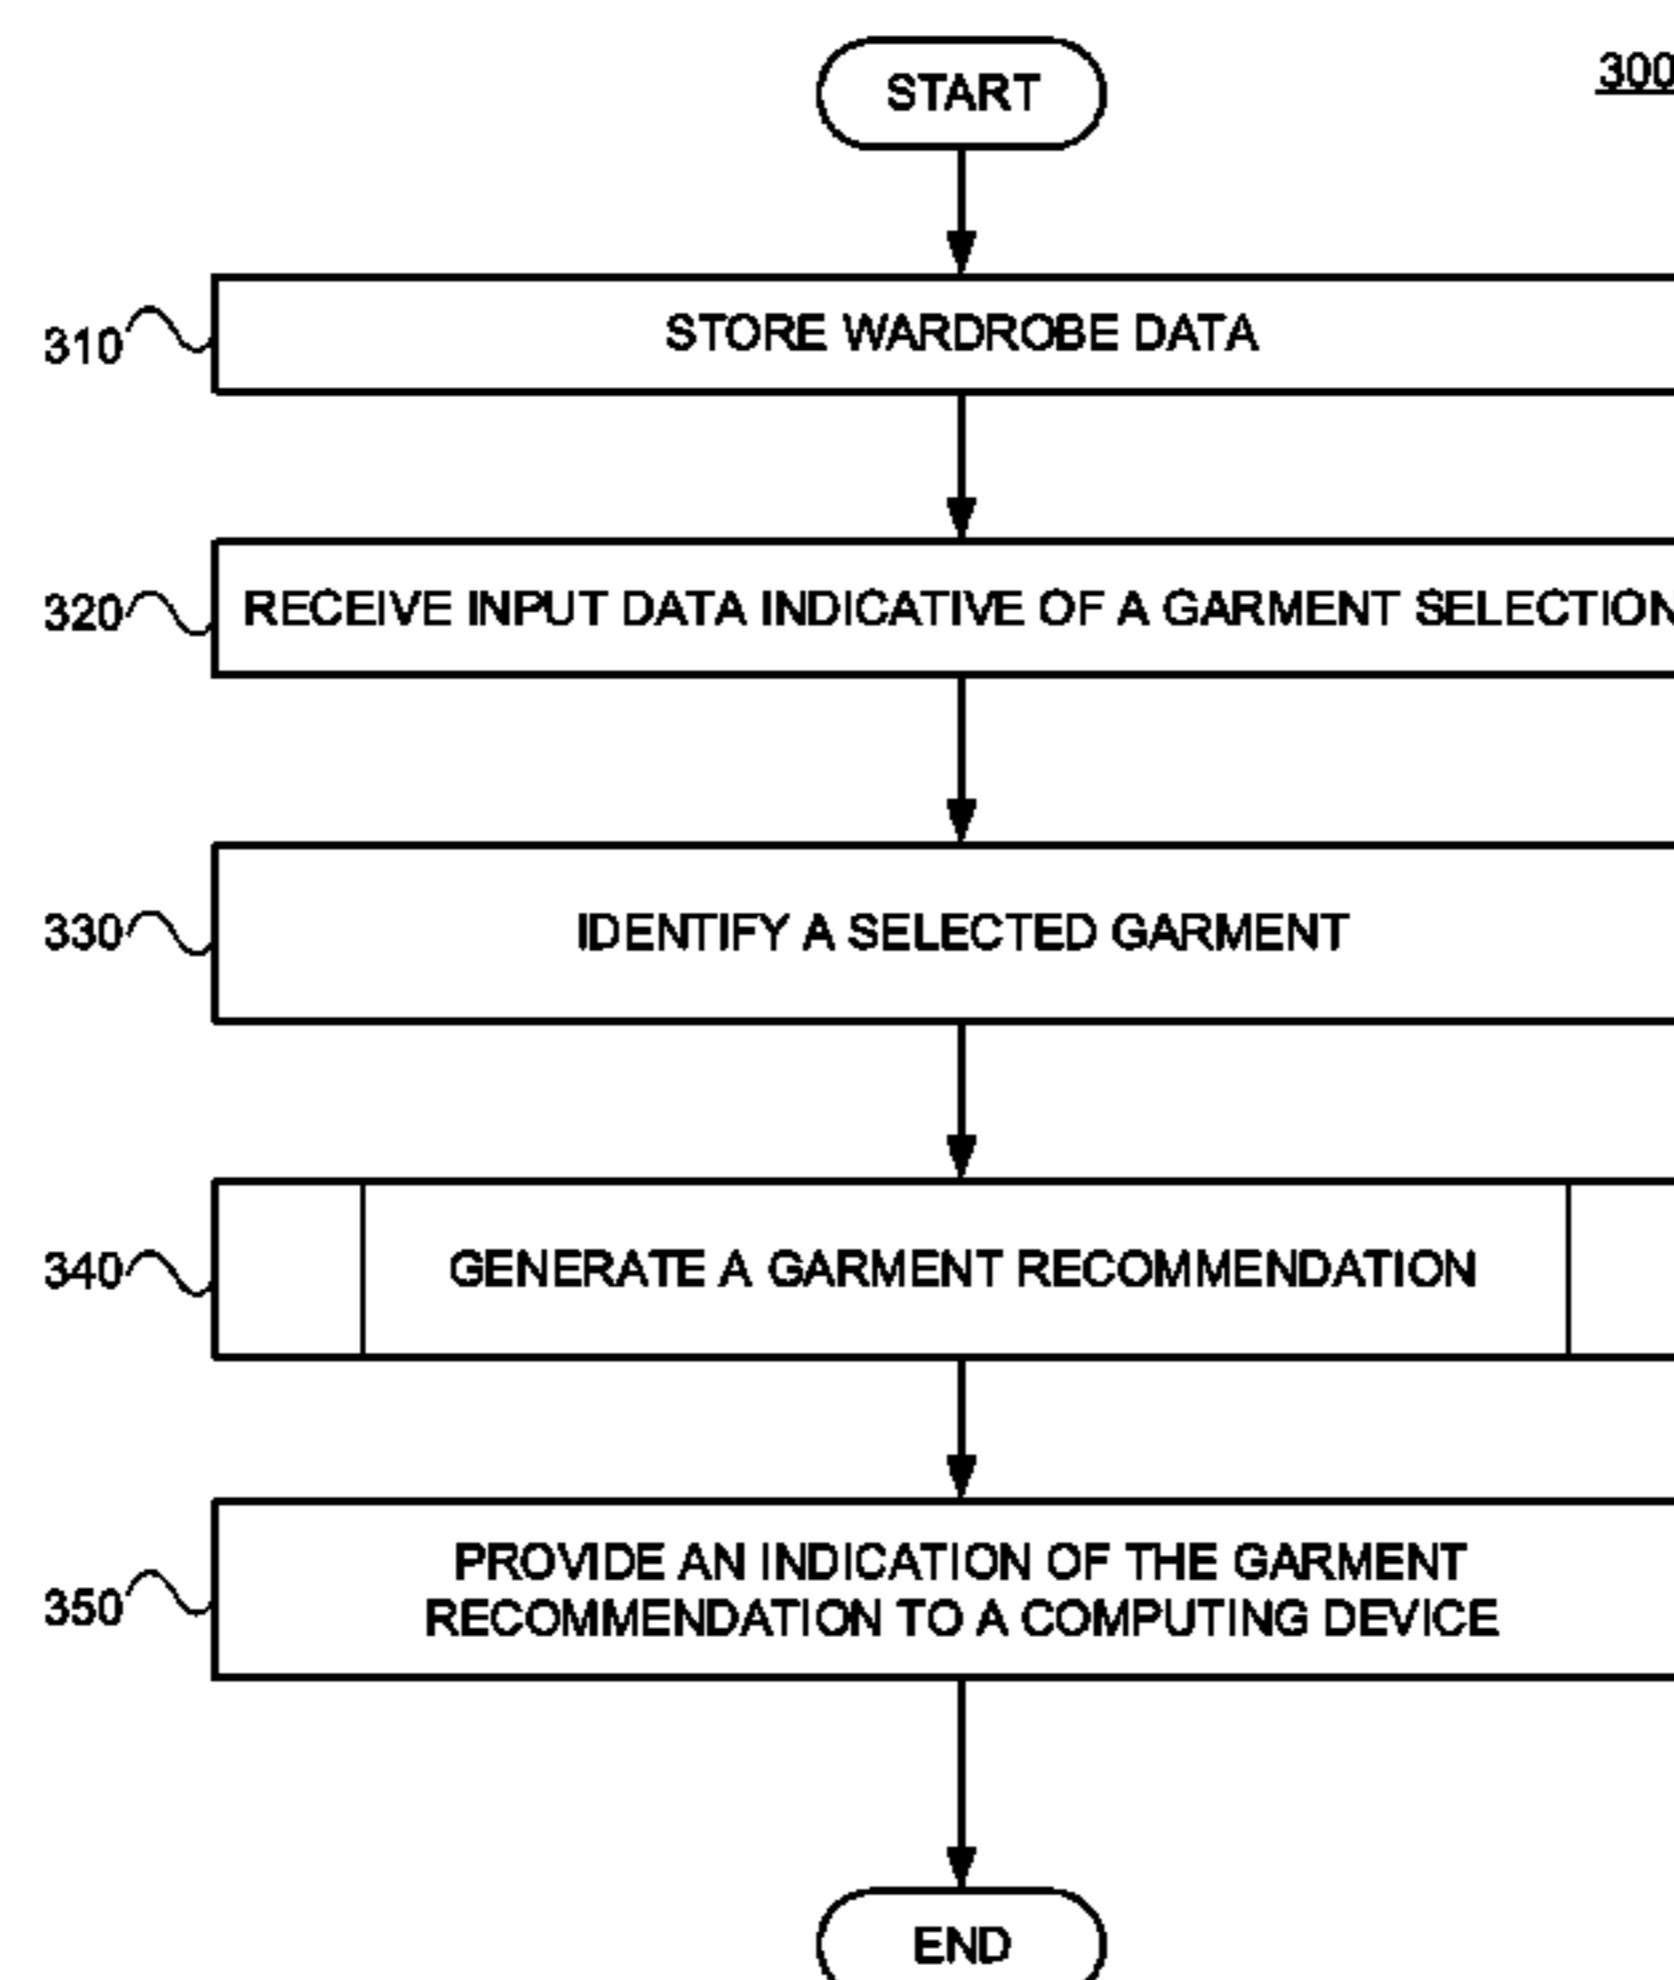 START
300
310
STORE WARDROBE DATA
320
RECEIVE INPUT DATA INDICATIVE OF A GARMENT SELECTION
330
IDENTIFY A SELECTED GARMENT
340
GENERATE A GARMENT RECOMMENDATION
350
PROVIDE AN INDICATION OF THE GARMENT
RECOMMENDATION TO A COMPUTING DEVICE
END